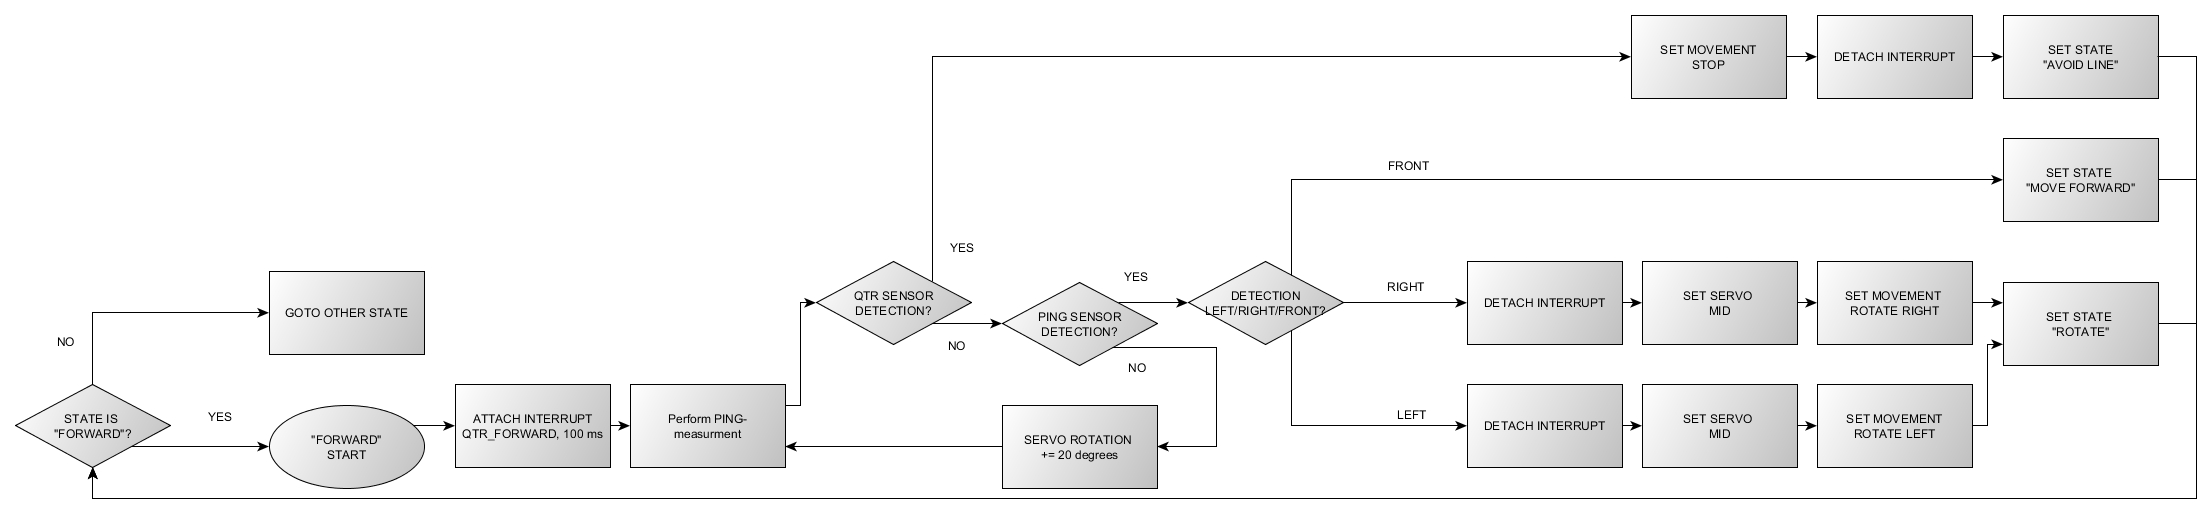 SET MOVEMENT
STOP
DETACH INTERRUPT
SET STATE
"AVOID LINE"
FRONT
SET STATE
"MOVE FORWARD"
YES
GOTO OTHER STATE
QTR SENSOR
DETECTION?
YES
NO
PING SENSOR
DETECTION?
NO
DETECTION
LEFT/RIGHT/FRONT?
RIGHT
DETACH INTERRUPT
SET SERVO
MID
SET MOVEMENT
ROTATE RIGHT
SET STATE
"ROTATE"
NO
STATE IS
"FORWARD"?
YES
"FORWARD"
START
ATTACH INTERRUPT
QTR_FORWARD, 100 ms
Perform PING-
measurment
SERVO ROTATION
+= 20 degrees
LEFT
DETACH INTERRUPT
SET SERVO
MID
SET MOVEMENT
ROTATE LEFT